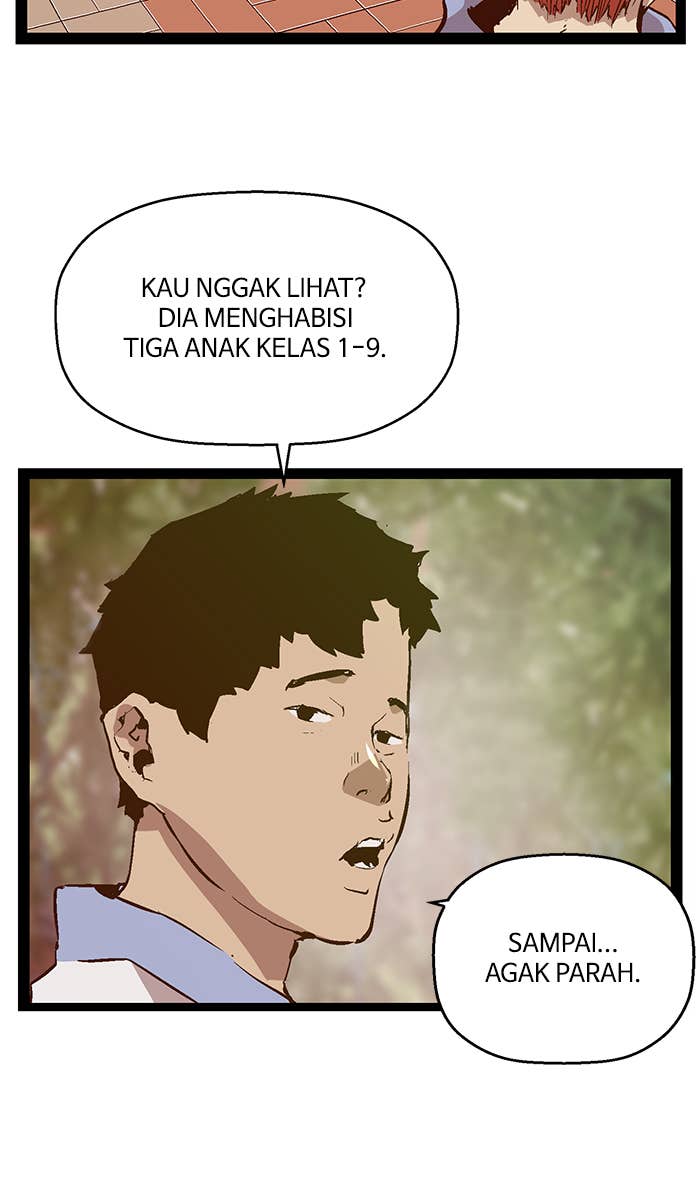 KAU NGGAK LIHAT?
DIA MENGHABISI
TIGA ANAK KELAS 1-9.
SAMPAI...
AGAK PARAH.